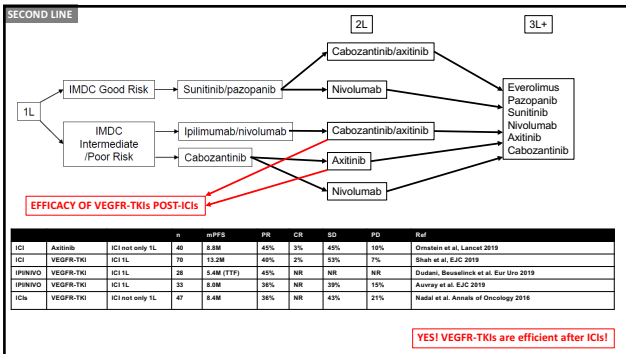 SECOND LINE
2L
3L+
Cabozantinib/axitinib
IMDC Good Risk
Sunitinib/pazopanib
Nivolumab
1L
IMDC
Intermediate
/Poor Risk
Ipilimumab/nivolumab
Cabozantinib/axitinib
Cabozantinib
Axitinib
Nivolumab
Everolimus
Pazopanib
Sunitinib
Nivolumab
Axitinib
Cabozantinib
EFFICACY OF VEGFR-TKIs POST-ICIs
n mPFS PR CR SD PD Ref
ICI Axitinib ICI not only 1L 40 8.8M 45% 3% 45% 10% Ornstein et al, Lancet 2019
ICI VEGFR-TKI ICI 1L 70 13.2M 40% 2% 53% 7% Shah et al, EJC 2019
IPI/NIVO VEGFR-TKI ICI 1L 28 5.4M (TTF) 45% NR NR NR Dudani, Beuselinck et al. Eur Uro 2019
IPI/NIVO VEGFR-TKI ICI 1L 33 8.0M 36% NR 39% 15% Auvray et al. EJC 2019
ICIs VEGFR-TKI ICI not only 1L 47 8.4M 36% NR 43% 21% Nadal et al. Annals of Oncology 2016
YES! VEGFR-TKIs are efficient after ICIs!